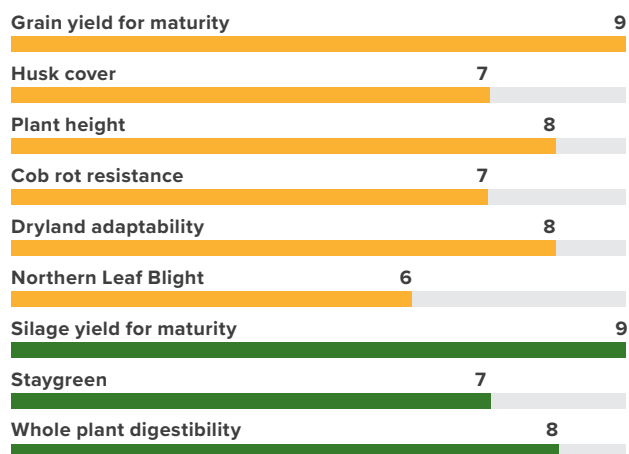 Grain yield for maturity 9
Husk cover 7
Plant height 8
Cob rot resistance 7
Dryland adaptability 8
Northern Leaf Blight 6
Silage yield for maturity 9
Staygreen 7
Whole plant digestibility 8